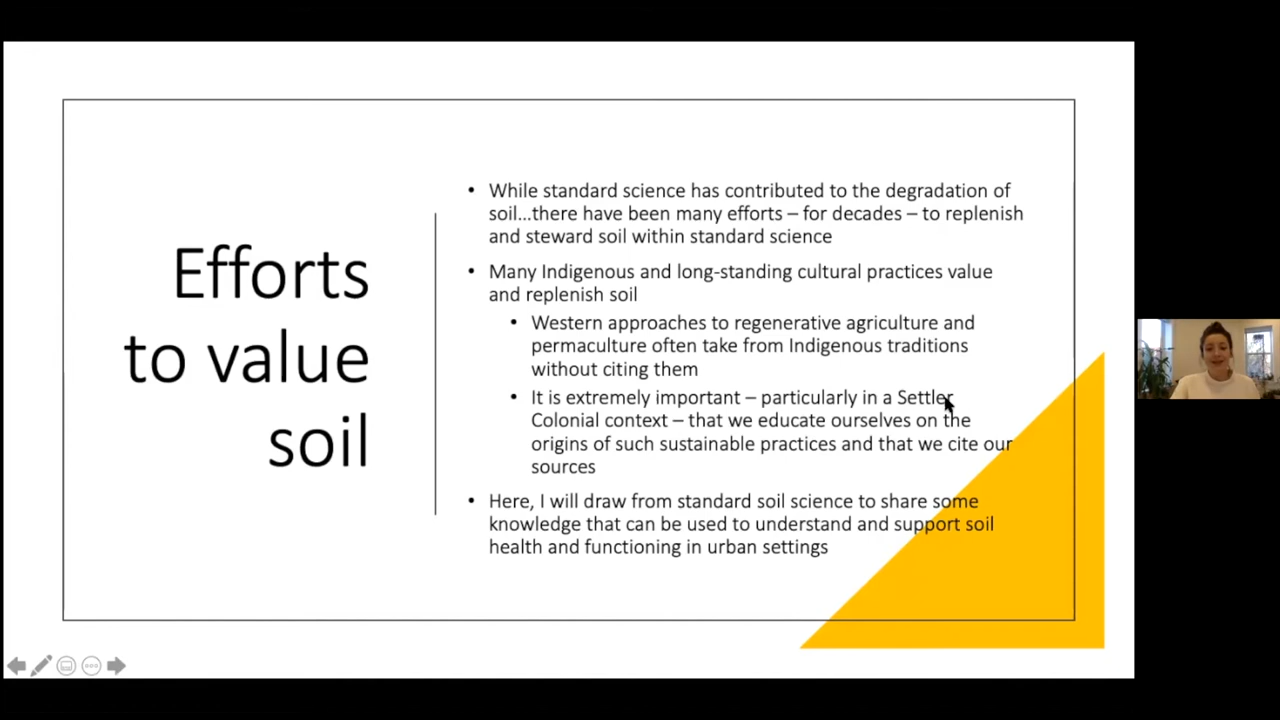 Efforts
to value
soil
• While standard science has contributed to the degradation of
soil...there have been many efforts – for decades – to replenish
and steward soil within standard science
• Many Indigenous and long-standing cultural practices value
and replenish soil
• Western approaches to regenerative agriculture and
permaculture often take from Indigenous traditions
without citing them
• It is extremely important – particularly in a Settler
Colonial context – that we educate ourselves on the
origins of such sustainable practices and that we cite our
sources
• Here, I will draw from standard soil science to share some
knowledge that can be used to understand and support soil
health and functioning in urban settings